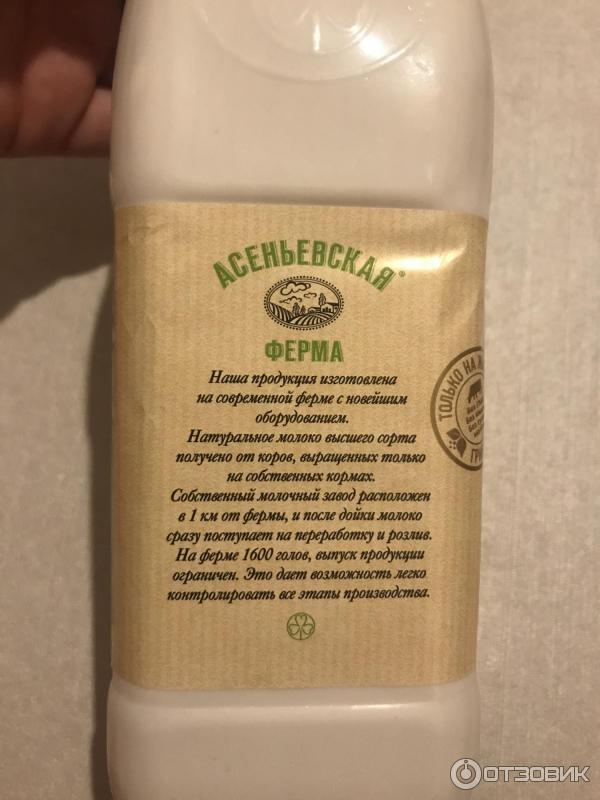 АСЕНЬЕВСКАЯ®
ФЕРМА
Наша продукция изготовлена
на современной ферме с новейшим
оборудованием.
Натуральное молоко высшего сорта
получено от коров, выращенных только
на собственных кормах.
Собственный молочный завод расположен
в 1 км от фермы, и после дойки молоко
сразу поступает на переработку и розлив.
На ферме 1600 голов, выпуск продукции
ограничен. Это дает возможность легко
контролировать все этапы производства.
ТОЛЬКО НА
ОТЗОВИК